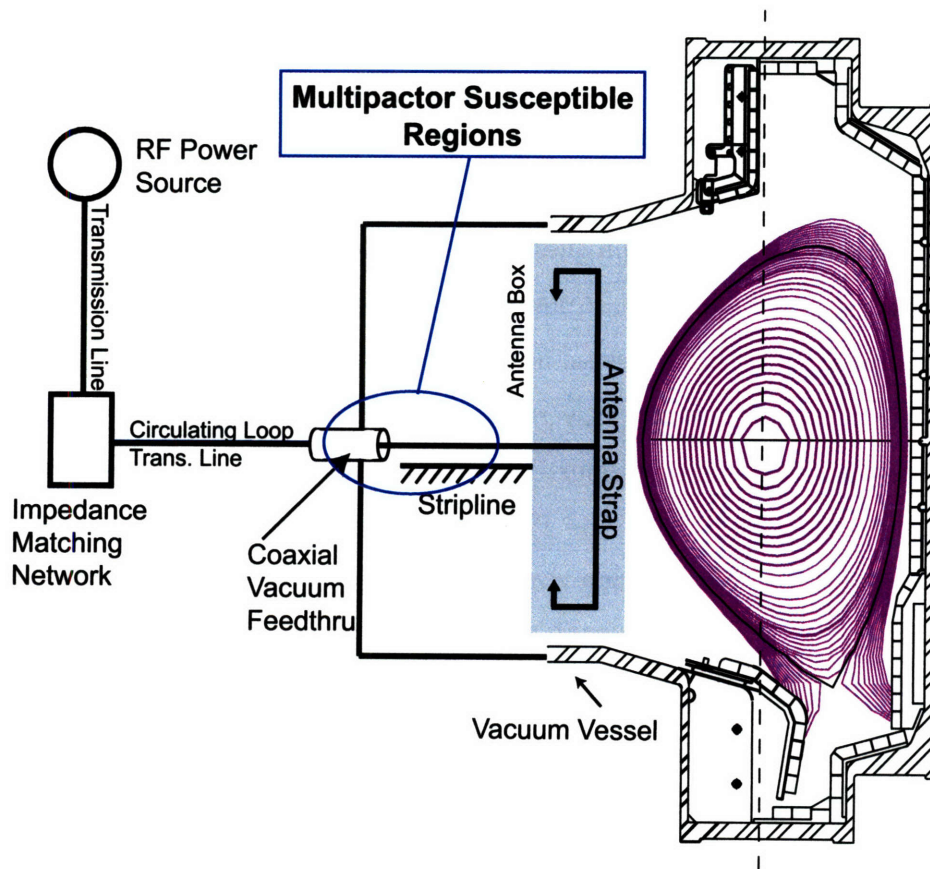 Multipactor Susceptible
Regions
RF Power
Source
Transmission Line
Antenna Box
Antenna Strap
Circulating Loop
Trans. Line
Stripline
Impedance
Matching
Network
Coaxial
Vacuum
Feedthru
Vacuum Vessel